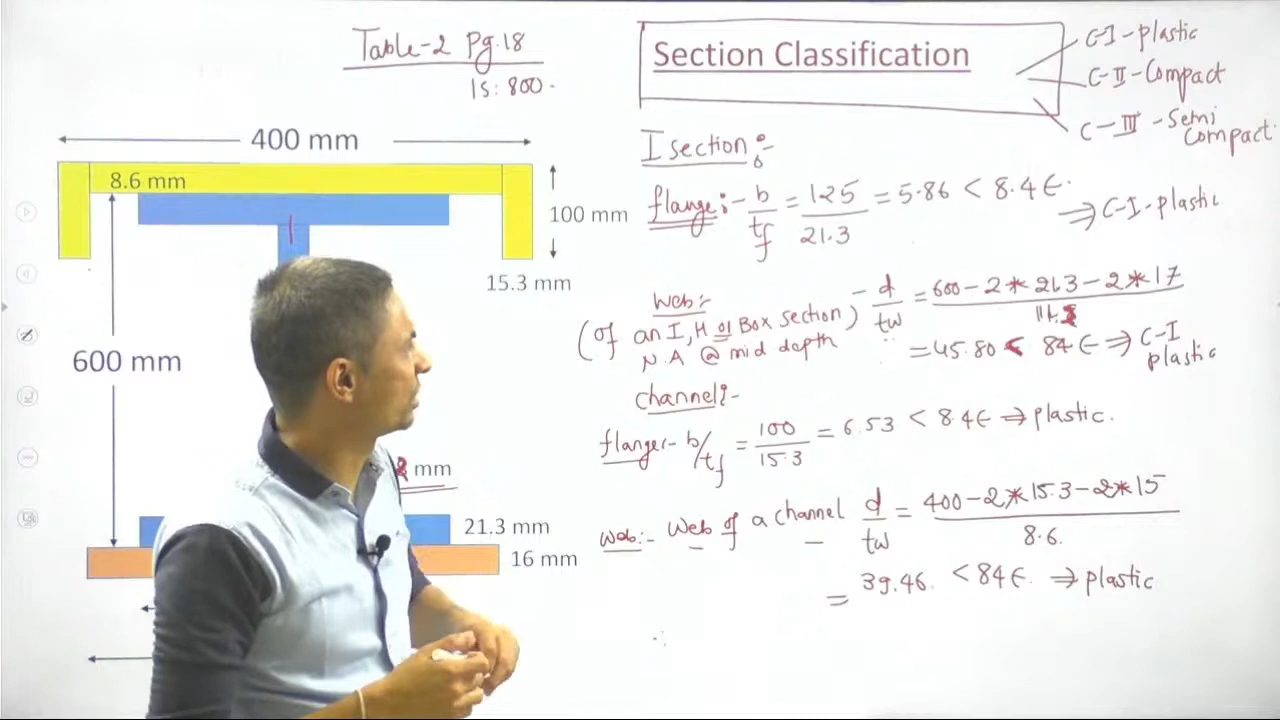 Table-2 Pg.18
IS: 800.
Section Classification
C-I - plastic
C-II - Compact
C-III - Semi
Compact.
400 mm
8.6 mm
100 mm
15.3 mm
600 mm
mm
21.3 mm
16 mm
I section :-
flange :- b/tf = 125/21.3 = 5.86 < 8.4 ϵ. ⇒ C-I - plastic
Web :-
(of an I, H or Box section) - d/tw = 600-2*21.3-2*17
N.A @ mid depth
= 45.80 < 84 ϵ ⇒ C-I
plastic
channel :-
flange :- b/tf = 100/15.3 = 6.53 < 8.4 ϵ ⇒ plastic.
Web :- Web of a channel d/tw = 400-2*15.3-2*15/8.6.
= 39.46. < 84 ϵ. ⇒ plastic